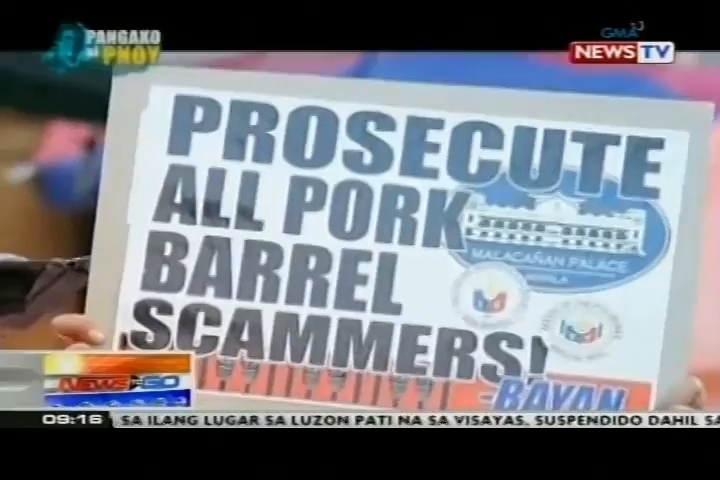 PANGAKO
ni PNOY
GMA
NEWS TV
PROSECUTE
ALL PORK
BARREL
SCAMMERS!
MALACAÑAN PALACE
-BAYAN
NEWS TO GO
09:16
SA ILANG LUGAR SA LUZON PATI NA SA VISAYAS, SUSPENDIDO DAHIL SA